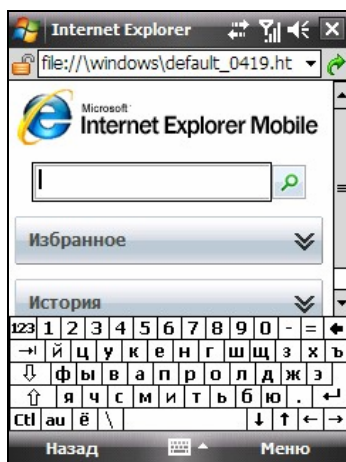 Internet Explorer
file://\windows\default_0419.ht
Microsoft
Internet Explorer Mobile
Избранное
История
123 1 2 3 4 5 6 7 8 9 0 - =
й ц у к е н г ш щ з х ъ
ф ы в а п р о л д ж э
я ч с м и т ь б ю .
Ctl au ё \
Назад Меню